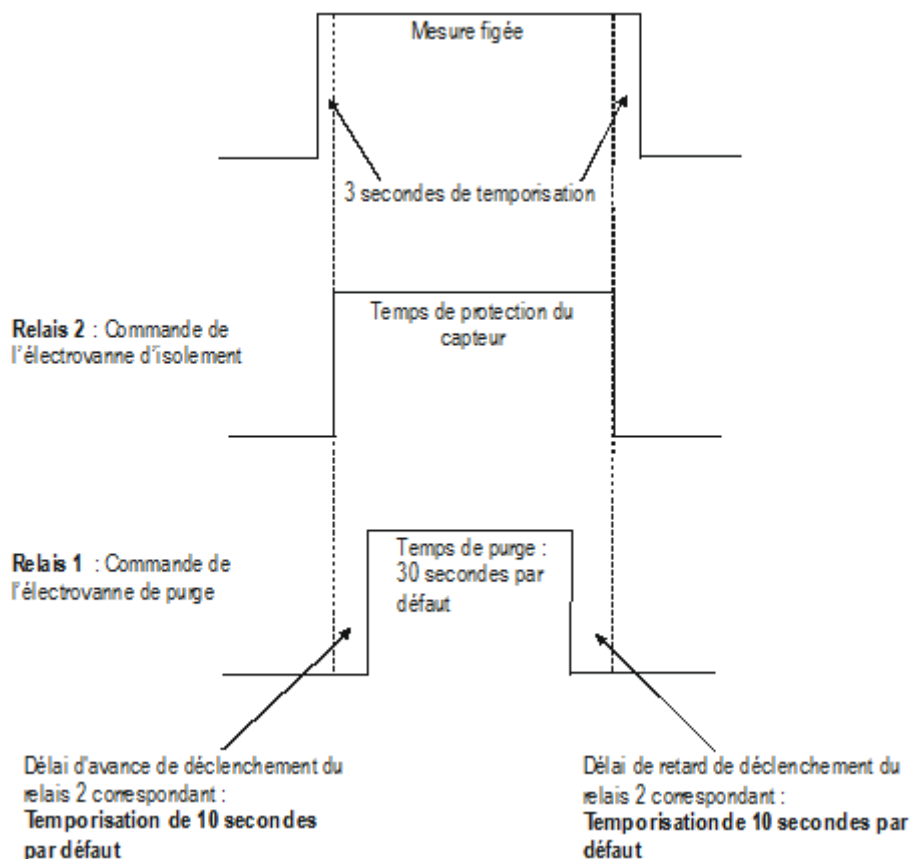 Mesure figée
3 secondes de temporisation
Relais 2 : Commande de
l'électrovanne d'isolement
Temps de protection du
capteur
Relais 1 : Commande de
l'électrovanne de purge
Temps de purge :
30 secondes par
défaut
Délai d'avance de déclenchement du
relais 2 correspondant :
Temporisation de 10 secondes
par défaut
Délai de retard de déclenchement du
relais 2 correspondant :
Temporisation de 10 secondes par
défaut